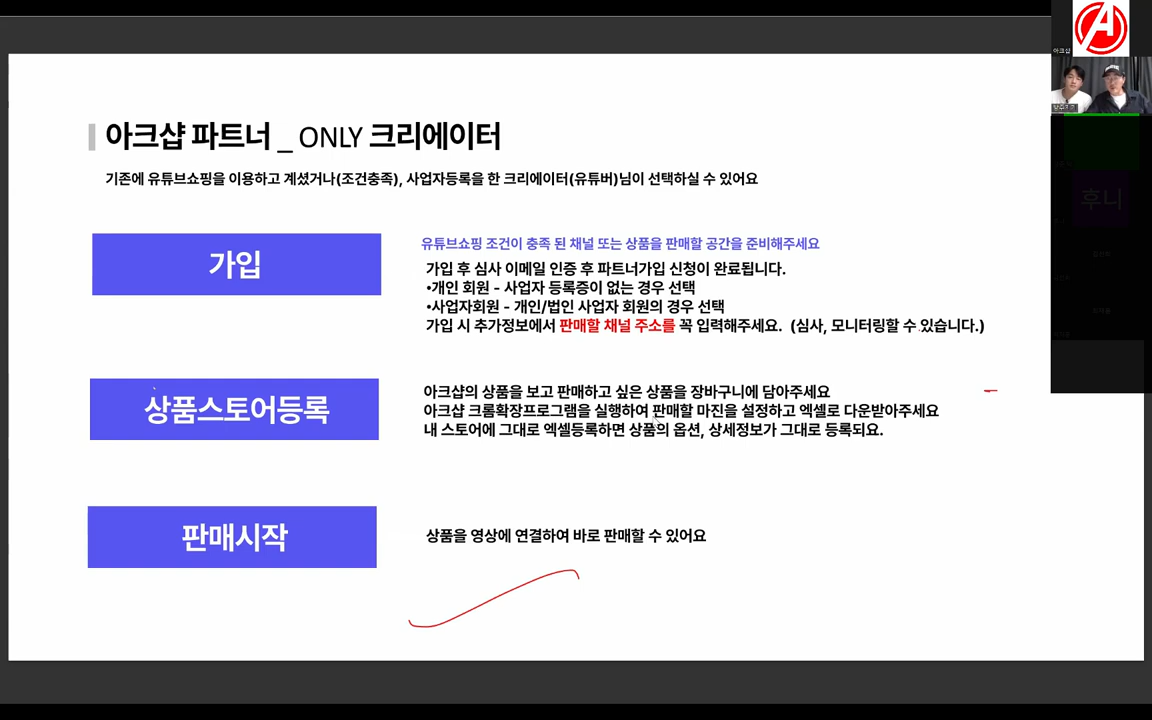 아크샵 파트너 _ ONLY 크리에이터
기존에 유튜브쇼핑을 이용하고 계셨거나(조건충족), 사업자등록을 한 크리에이터(유튜버)님이 선택하실 수 있어요
가입
유튜브쇼핑 조건이 충족 된 채널 또는 상품을 판매할 공간을 준비해주세요
가입 후 심사 이메일 인증 후 파트너가입 신청이 완료됩니다.
•개인 회원 - 사업자 등록증이 없는 경우 선택
•사업자회원 - 개인/법인 사업자 회원의 경우 선택
가입 시 추가정보에서 판매할 채널 주소를 꼭 입력해주세요. (심사, 모니터링할 수 있습니다.)
상품스토어등록
아크샵의 상품을 보고 판매하고 싶은 상품을 장바구니에 담아주세요
아크샵 크롬확장프로그램을 실행하여 판매할 마진을 설정하고 엑셀로 다운받아주세요
내 스토어에 그대로 엑셀등록하면 상품의 옵션, 상세정보가 그대로 등록되요.
판매시작
상품을 영상에 연결하여 바로 판매할 수 있어요
A
아크샵
후니